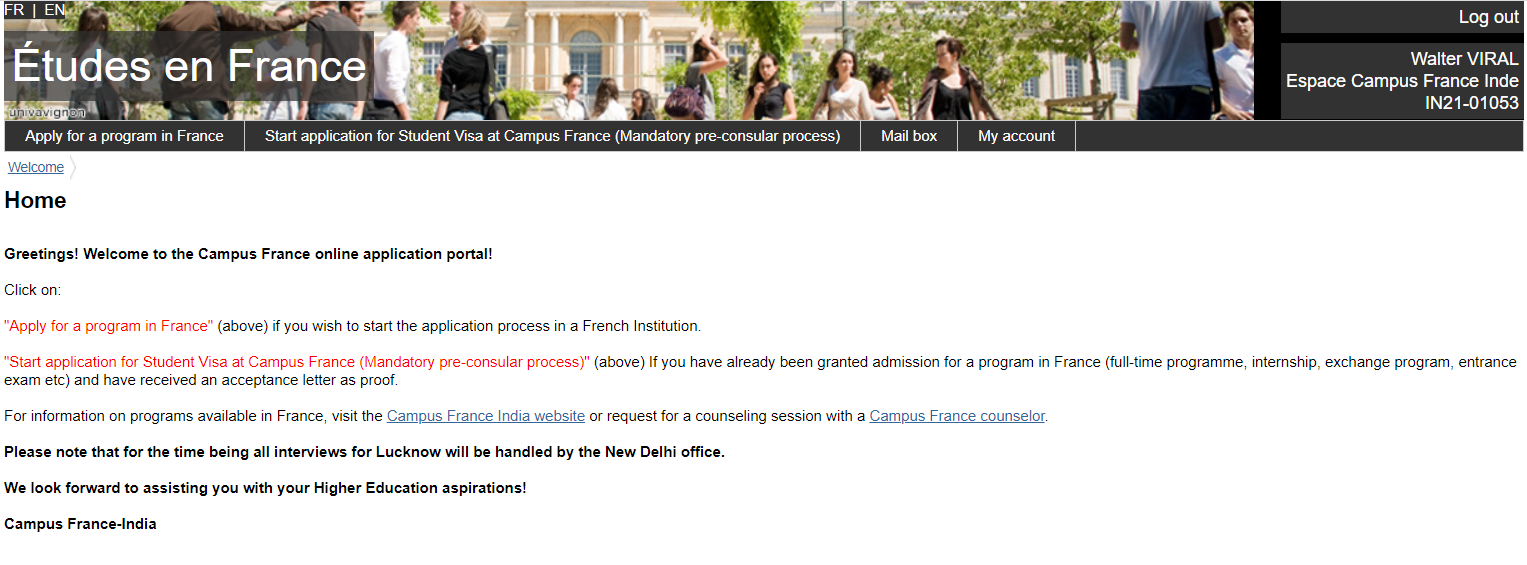 FR | EN
Log out
Études en France
Walter VIRAL
Espace Campus France Inde
IN21-01053
univavignon
Apply for a program in France
Start application for Student Visa at Campus France (Mandatory pre-consular process)
Mail box
My account
Welcome
Home
Greetings! Welcome to the Campus France online application portal!
Click on:
"Apply for a program in France" (above) if you wish to start the application process in a French Institution.
"Start application for Student Visa at Campus France (Mandatory pre-consular process)" (above) If you have already been granted admission for a program in France (full-time programme, internship, exchange program, entrance
exam etc) and have received an acceptance letter as proof.
For information on programs available in France, visit the Campus France India website or request for a counseling session with a Campus France counselor.
Please note that for the time being all interviews for Lucknow will be handled by the New Delhi office.
We look forward to assisting you with your Higher Education aspirations!
Campus France-India